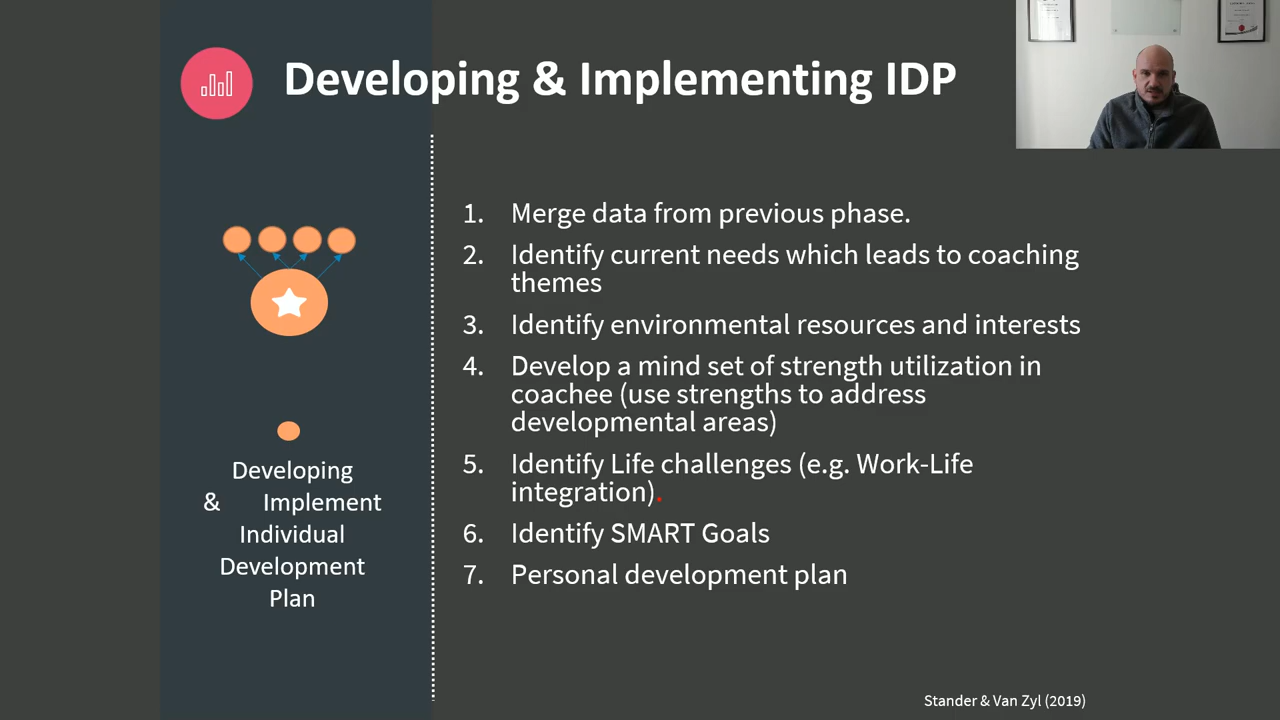 Developing & Implementing IDP
1. Merge data from previous phase.
2. Identify current needs which leads to coaching
themes
3. Identify environmental resources and interests
4. Develop a mind set of strength utilization in
coachee (use strengths to address
developmental areas)
5. Identify Life challenges (e.g. Work-Life
integration).
6. Identify SMART Goals
7. Personal development plan
Developing
& Implement
Individual
Development
Plan
Stander & Van Zyl (2019)